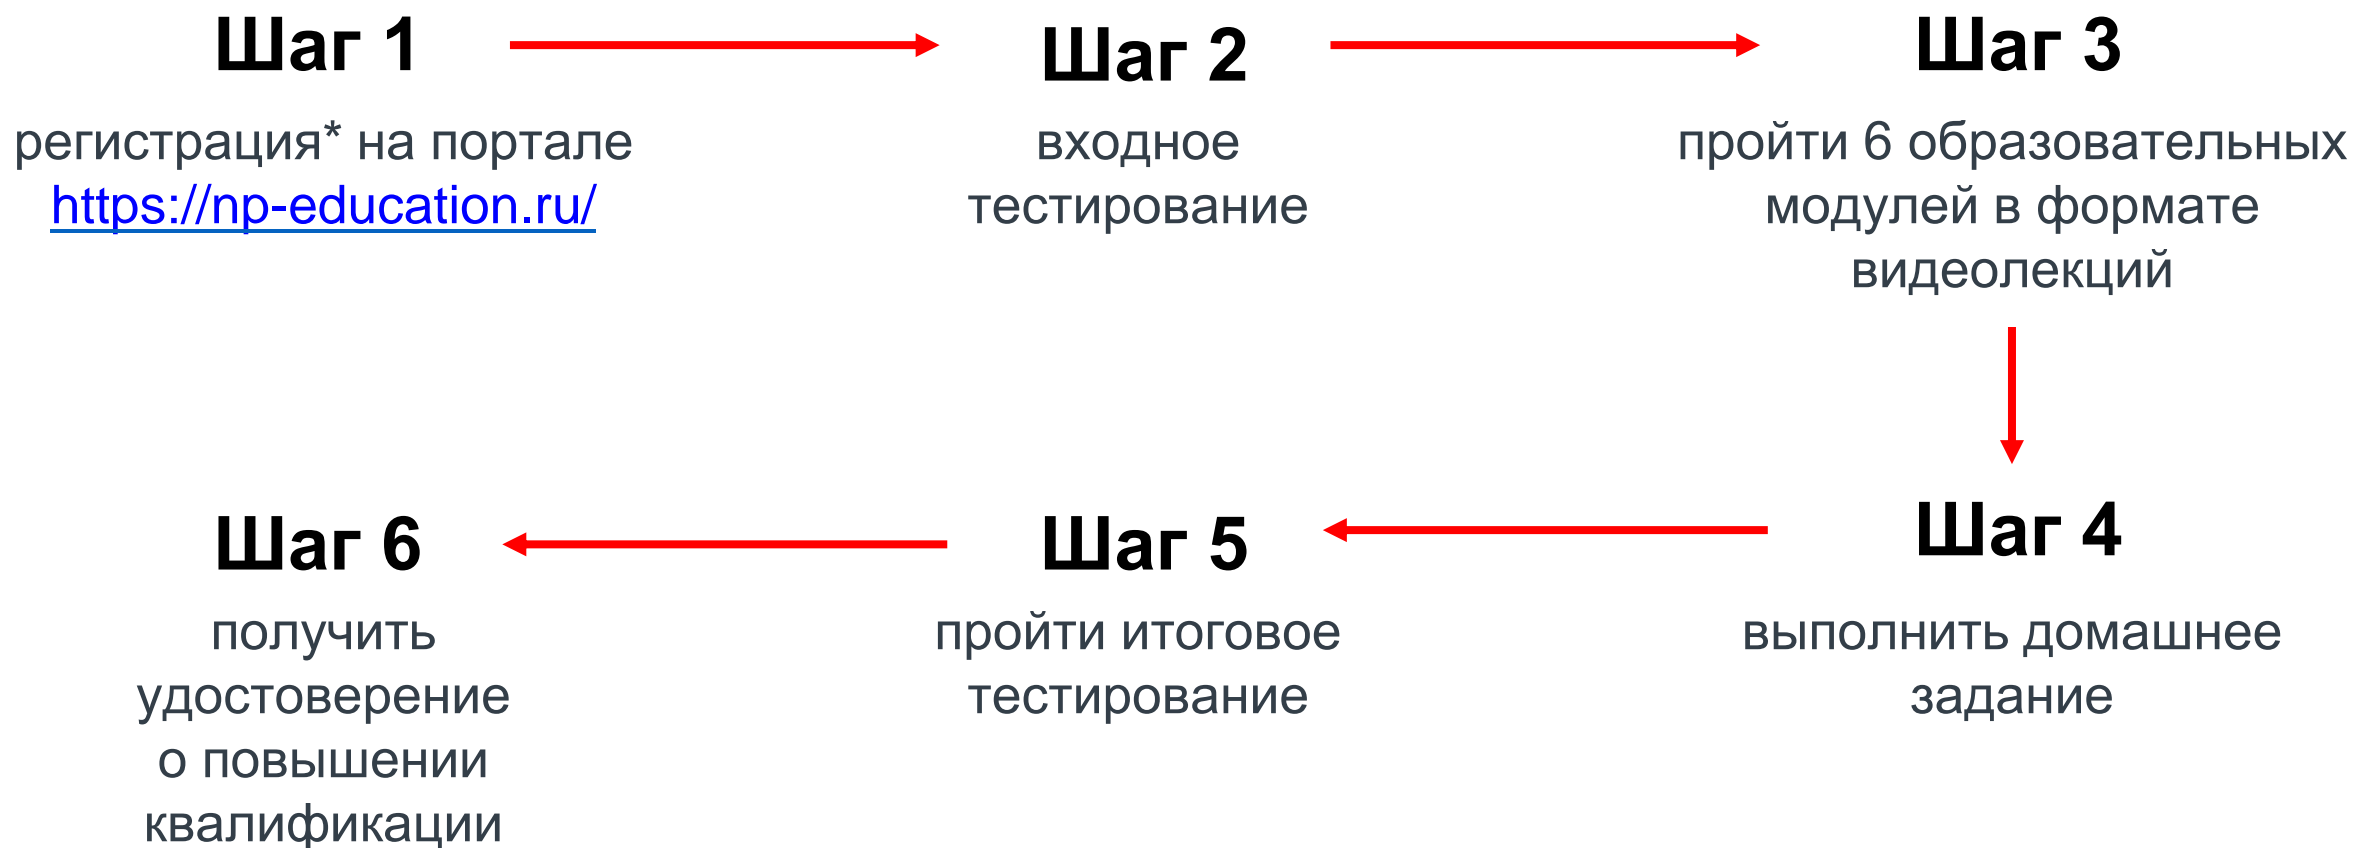 Шаг 1
регистрация* на портале
https://np-education.ru/
Шаг 2
входное
тестирование
Шаг 3
пройти 6 образовательных
модулей в формате
видеолекций
Шаг 4
выполнить домашнее
задание
Шаг 5
пройти итоговое
тестирование
Шаг 6
получить
удостоверение
о повышении
квалификации